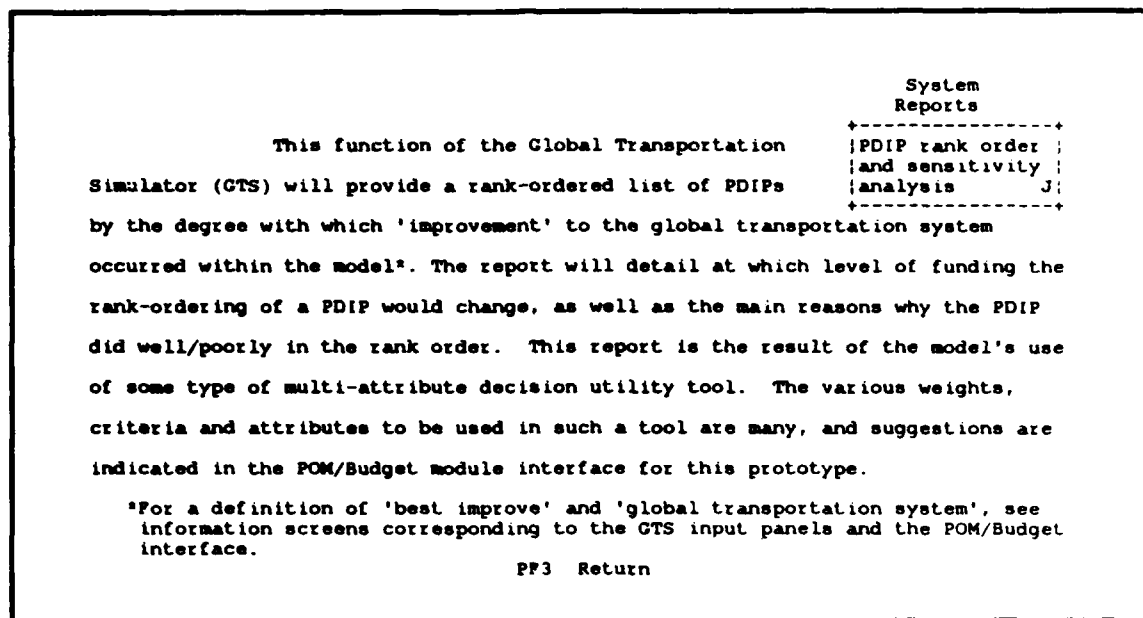 System
Reports
+-----------------+
This function of the Global Transportation |PDIP rank order |
|and sensitivity |
Simulator (GTS) will provide a rank-ordered list of PDIPs |analysis J|
+-----------------+
by the degree with which 'improvement' to the global transportation system
occurred within the model*. The report will detail at which level of funding the
rank-ordering of a PDIP would change, as well as the main reasons why the PDIP
did well/poorly in the rank order. This report is the result of the model's use
of some type of multi-attribute decision utility tool. The various weights,
criteria and attributes to be used in such a tool are many, and suggestions are
indicated in the POM/Budget module interface for this prototype.
*For a definition of 'best improve' and 'global transportation system', see
information screens corresponding to the GTS input panels and the POM/Budget
interface.
PF3 Return